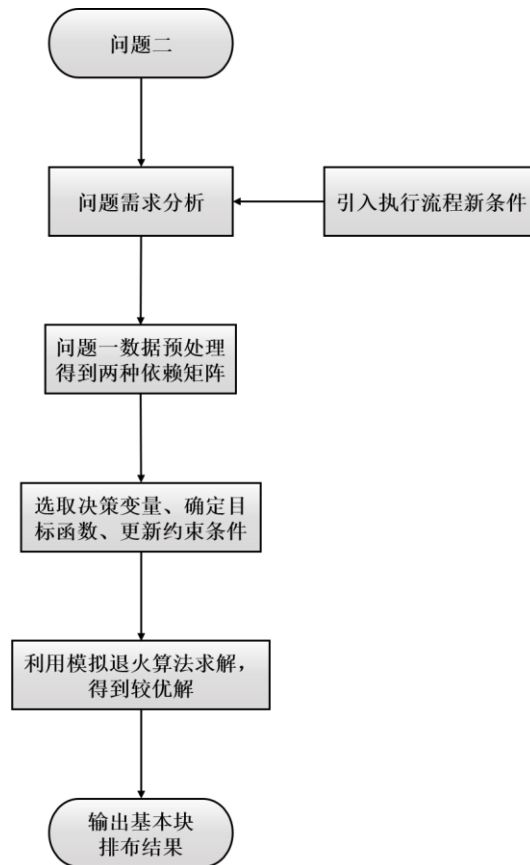 问题二
问题需求分析
引入执行流程新条件
问题一数据预处理
得到两种依赖矩阵
选取决策变量、确定目
标函数、更新约束条件
利用模拟退火算法求解，
得到较优解
输出基本块
排布结果